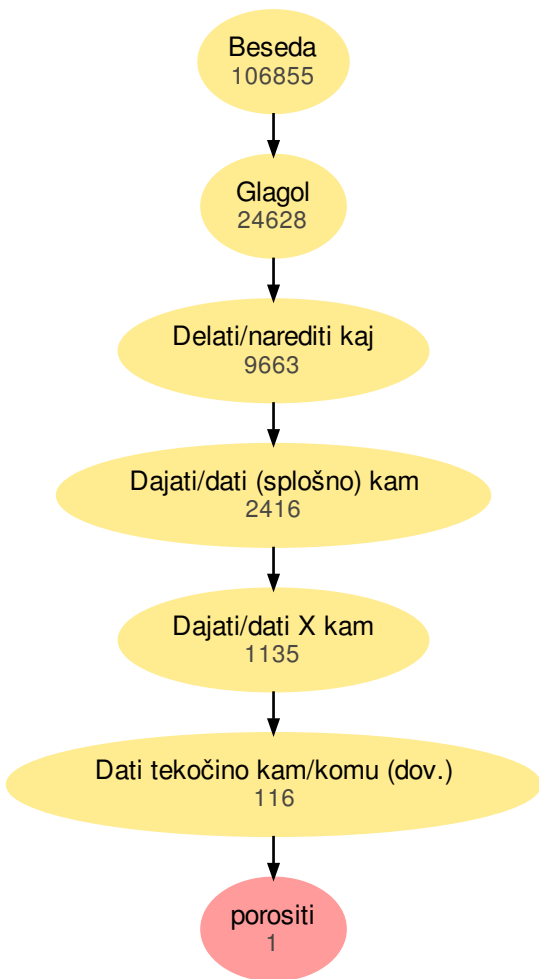 Beseda
106855
Glagol
24628
Delati/narediti kaj
9663
Dajati/dati (splošno) kam
2416
Dajati/dati X kam
1135
Dati tekočino kam/komu (dov.)
116
porositi
1